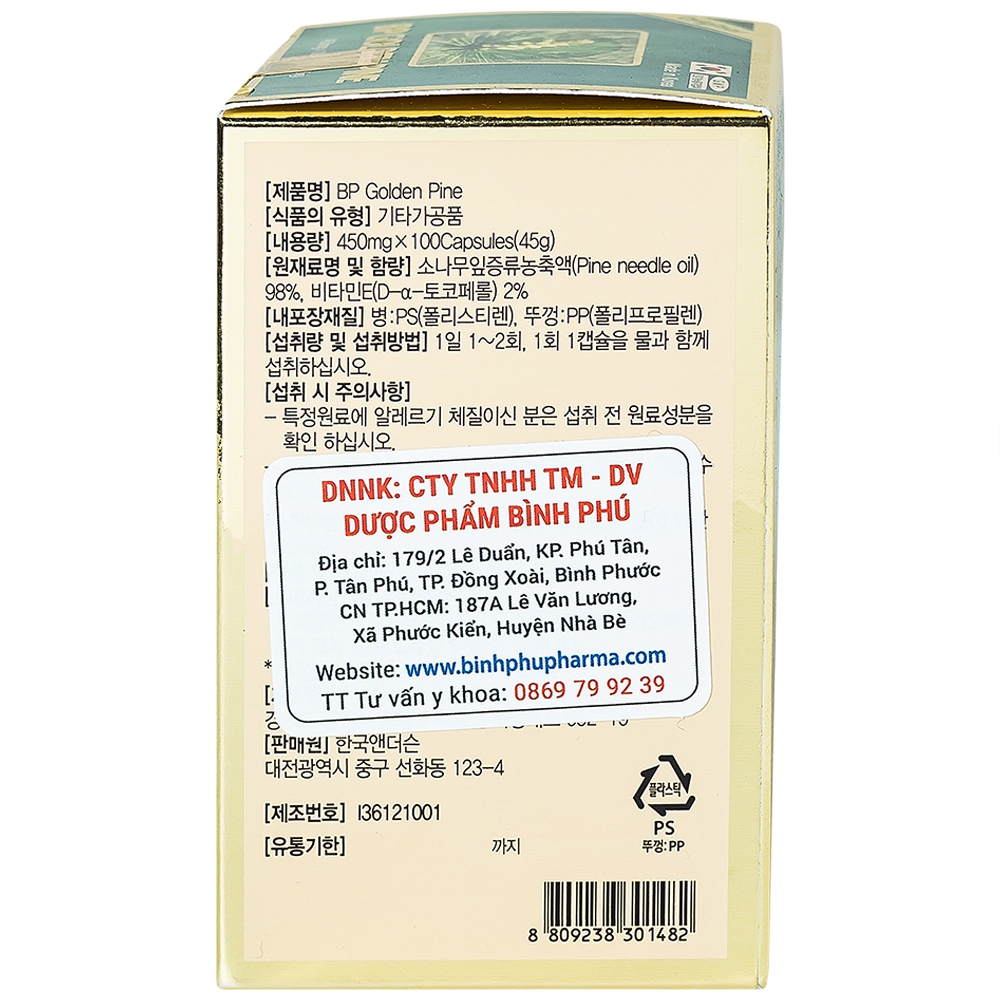 [제품명] BP Golden Pine
[식품의 유형] 기타가공품
[내용량] 450mg×100Capsules(45g)
[원재료명 및 함량] 소나무잎증류농축액(Pine needle oil)
98%, 비타민E(D-α-토코페롤) 2%
[내포장재질] 병:PS(폴리스티렌), 뚜껑:PP(폴리프로필렌)
[섭취량 및 섭취방법] 1일 1~2회, 1회 1캡슐을 물과 함께
섭취하십시오.
[섭취 시 주의사항]
- 특정원료에 알레르기 체질이신 분은 섭취 전 원료성분을
확인 하십시오.
DNNK: CTY TNHH TM - DV
DƯỢC PHẨM BÌNH PHÚ
Địa chỉ: 179/2 Lê Duẩn, KP. Phú Tân,
P. Tân Phú, TP. Đồng Xoài, Bình Phước
CN TP.HCM: 187A Lê Văn Lương,
Xã Phước Kiển, Huyện Nhà Bè
Website: www.binhphupharma.com
TT Tư vấn y khoa: 0869 79 92 39
[판매원] 한국앤더슨
대전광역시 중구 선화동 123-4
[제조번호] I36121001
[유통기한] 까지
플라스틱
PS
뚜껑:PP
8 809238 301482